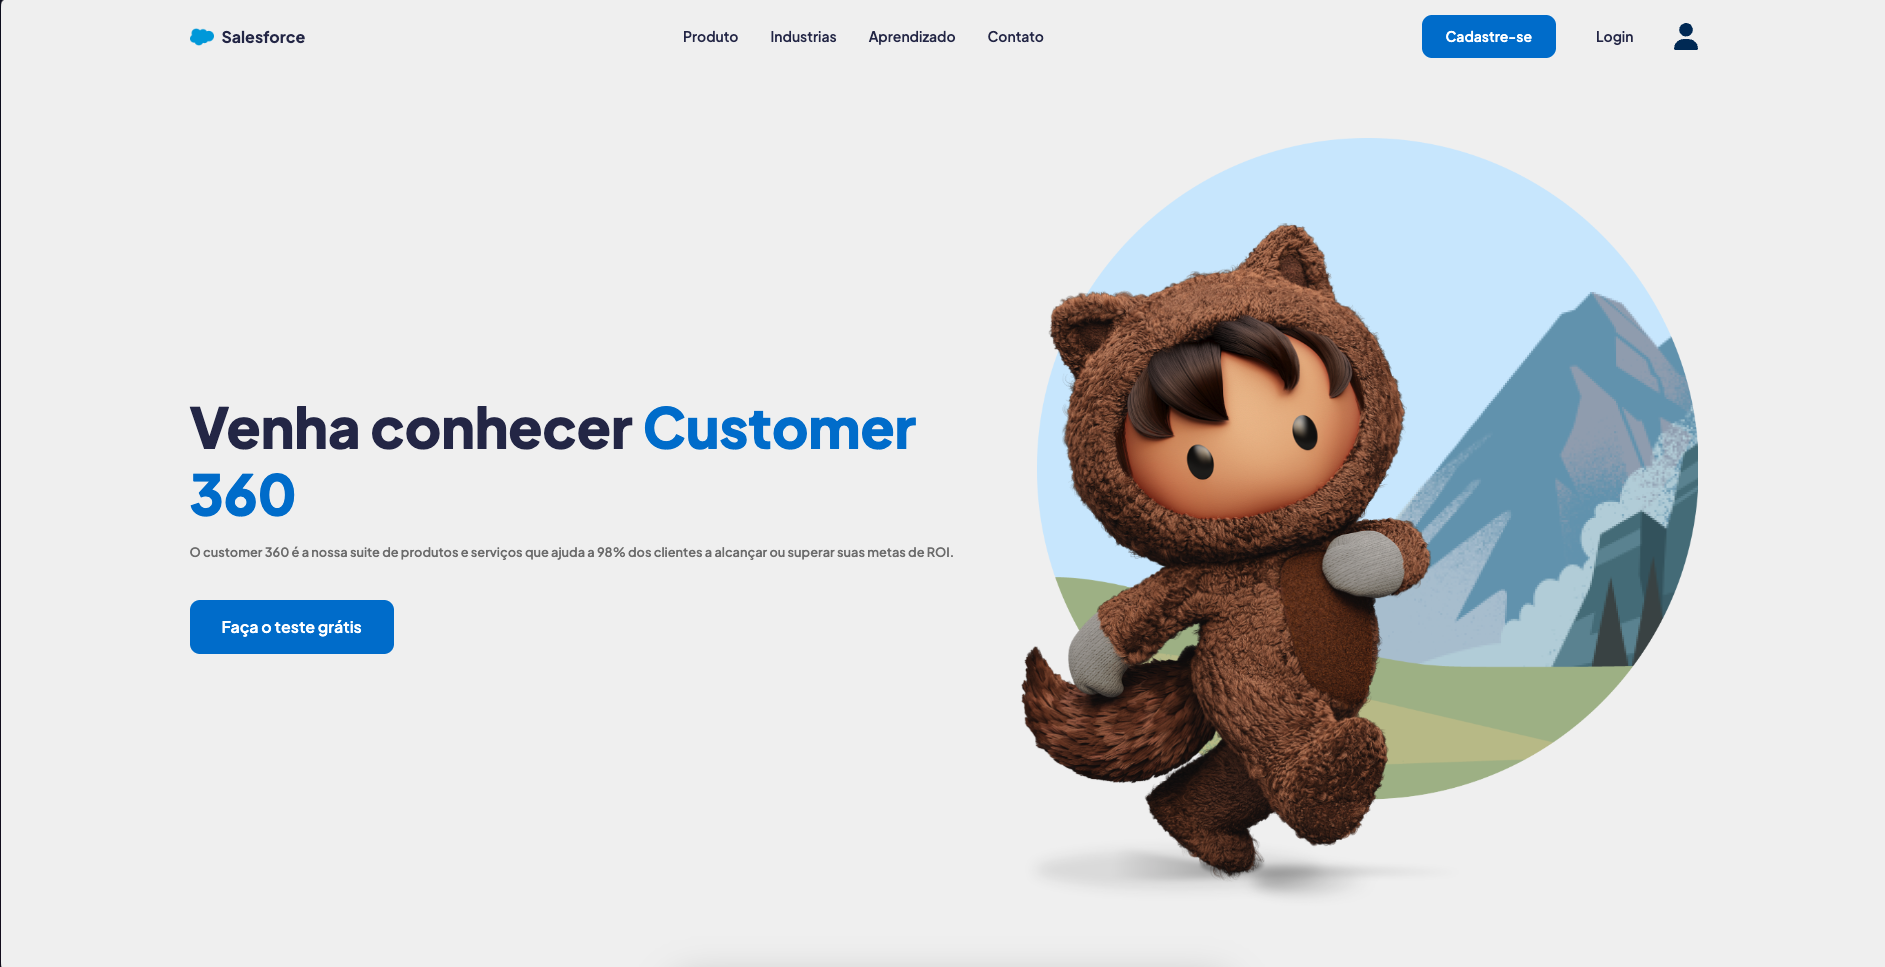 Salesforce
Produto
Industrias
Aprendizado
Contato
Cadastre-se
Login
Venha conhecer Customer
360
O customer 360 é a nossa suite de produtos e serviços que ajuda a 98% dos clientes a alcançar ou superar suas metas de ROI.
Faça o teste grátis